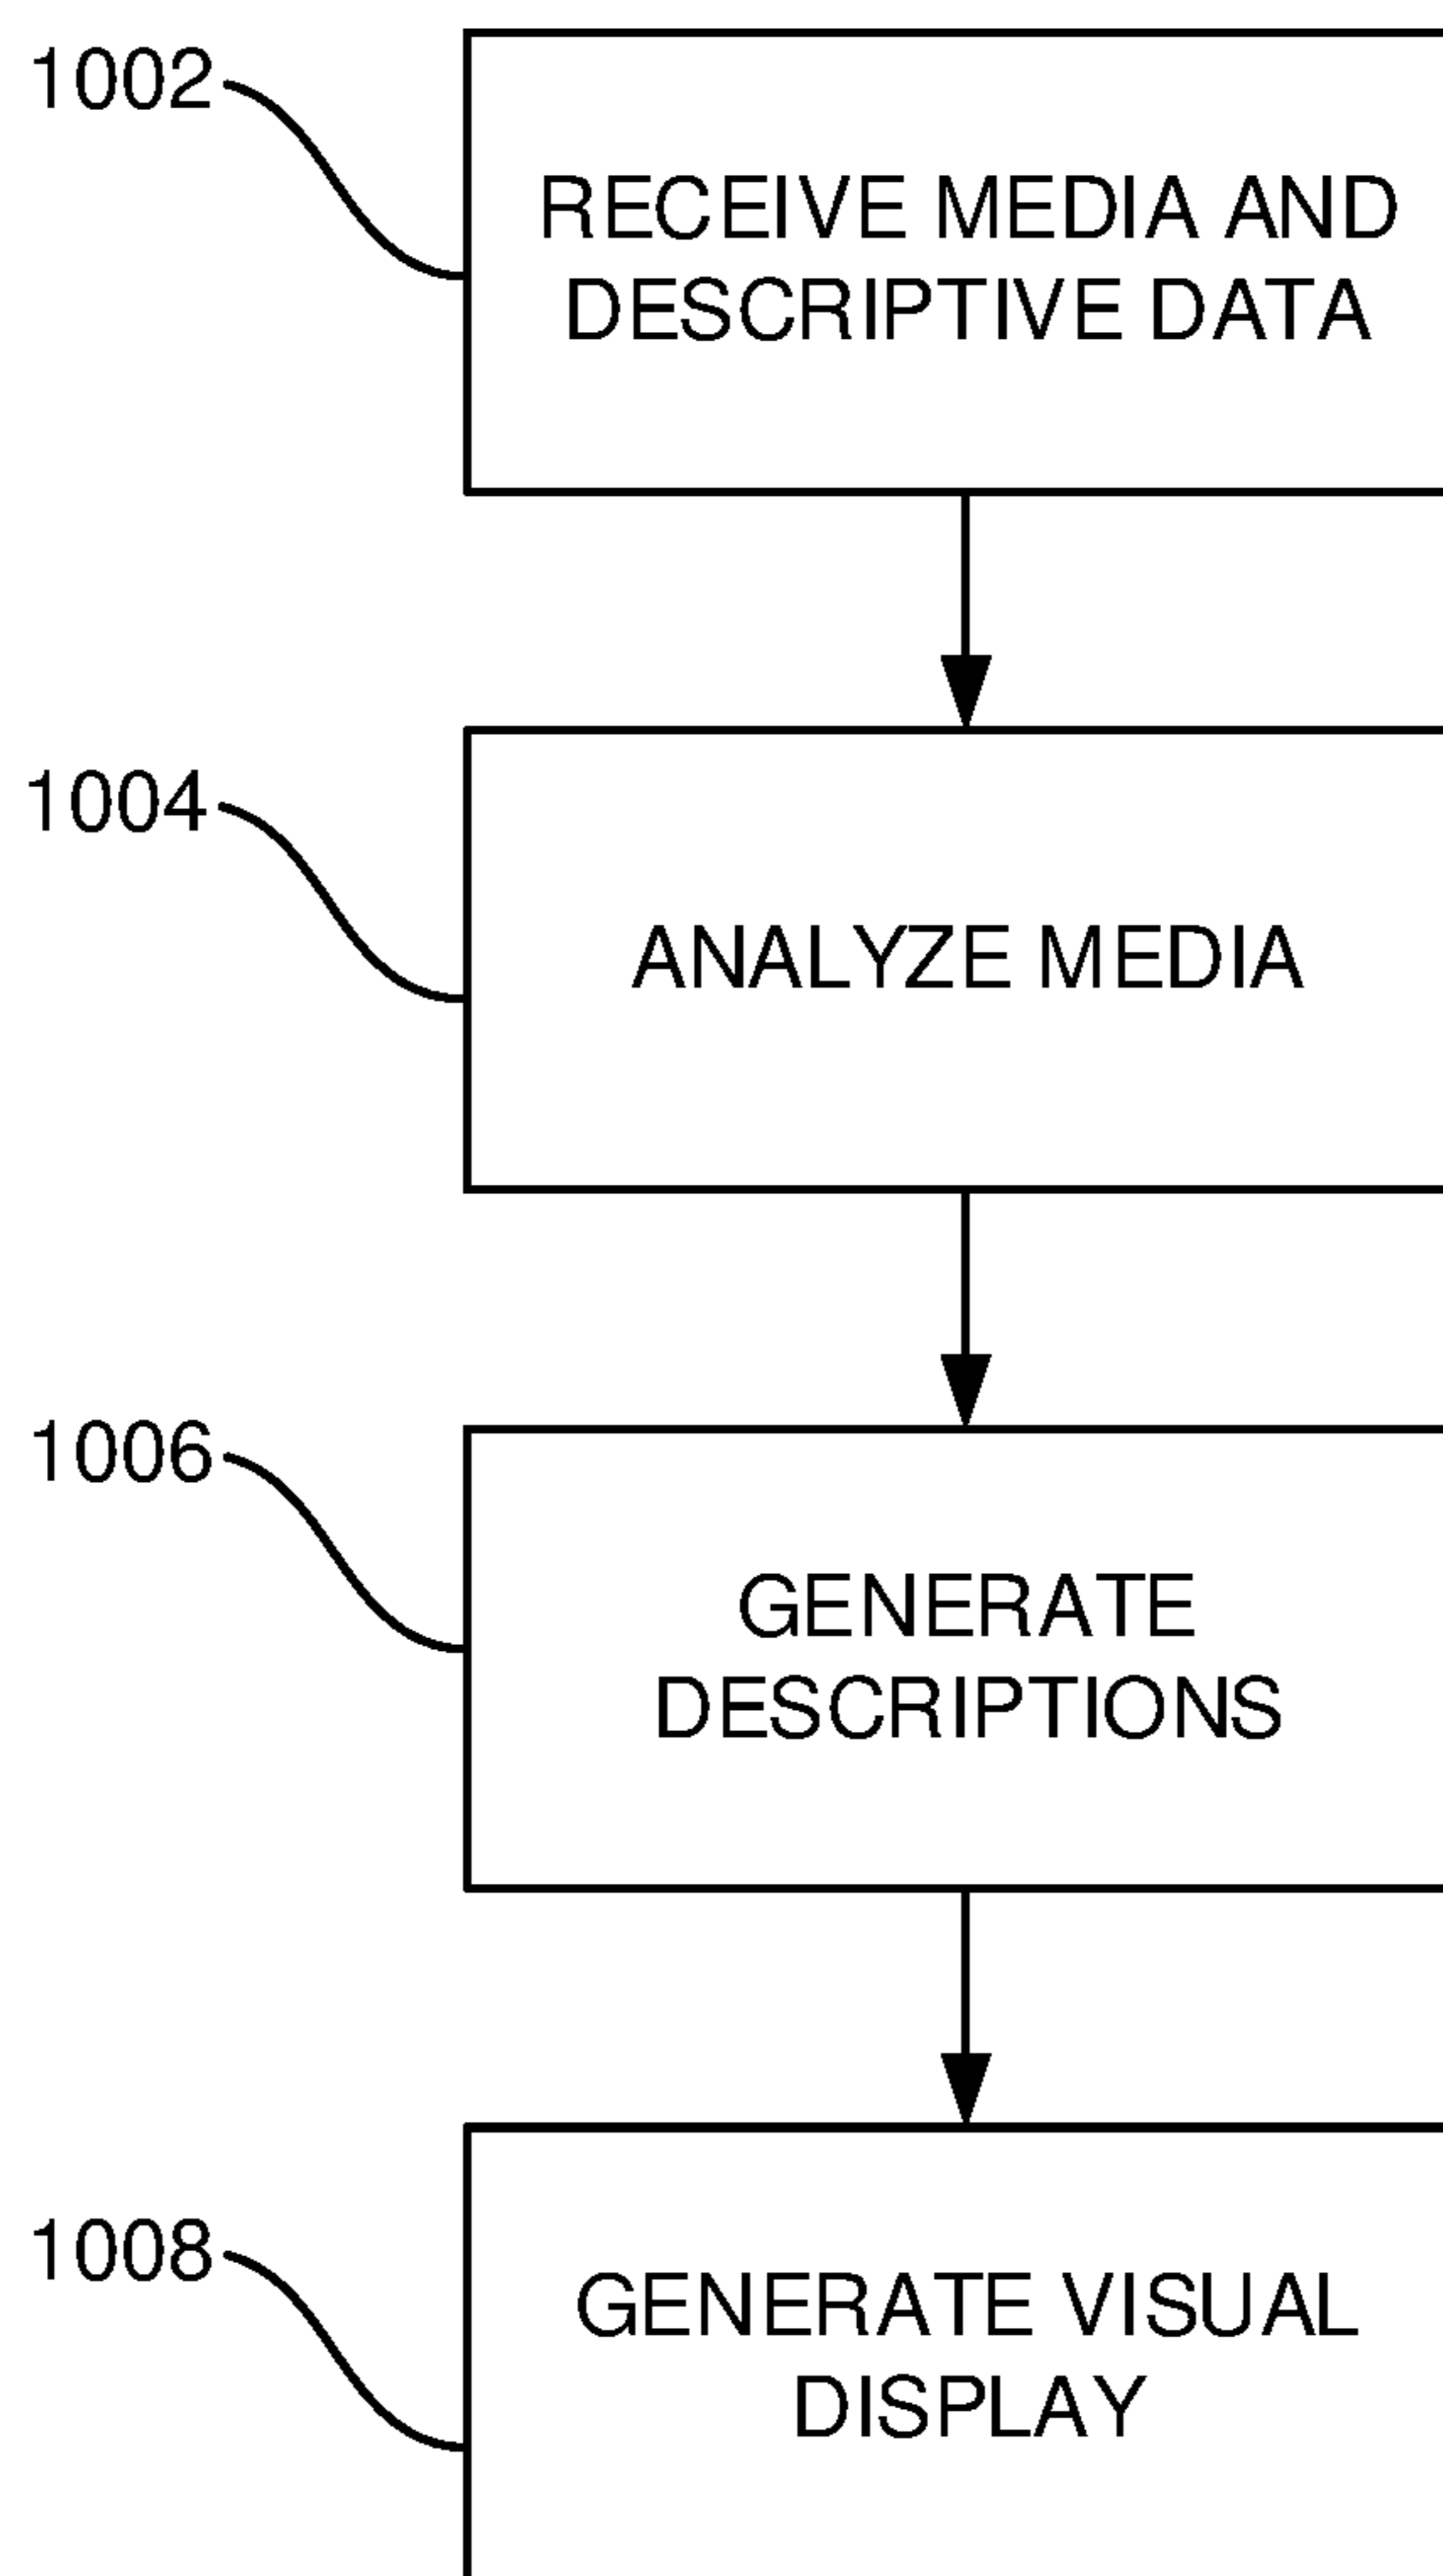 1002
RECEIVE MEDIA AND
DESCRIPTIVE DATA
1004
ANALYZE MEDIA
1006
GENERATE
DESCRIPTIONS
1008
GENERATE VISUAL
DISPLAY